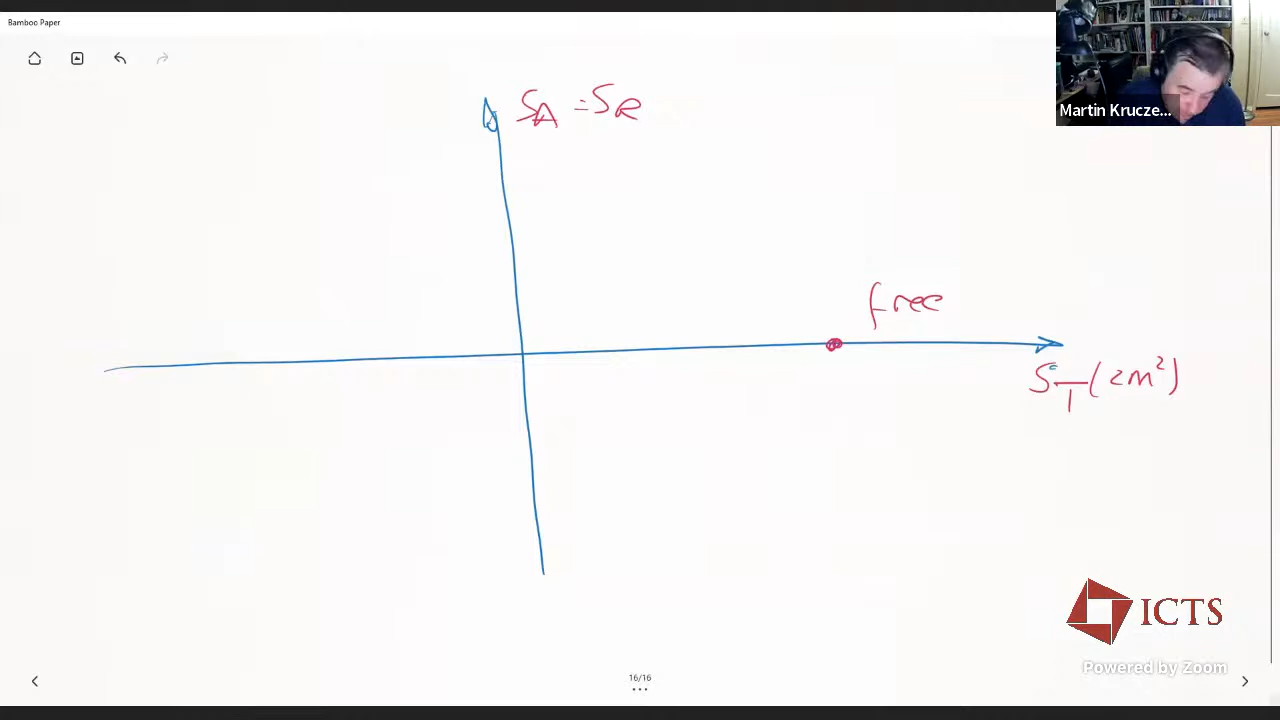 Bamboo Paper
S_A = S_R
Martin Krucze...
free
S_T (2m²)
ICTS
Powered by Zoom
16/16